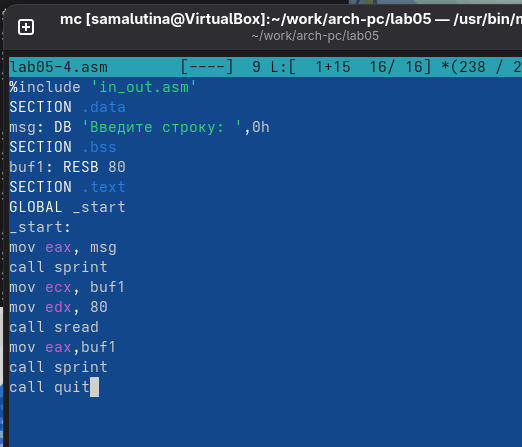 mc [samalutina@VirtualBox]:~/work/arch-pc/lab05 — /usr/bin/m
~/work/arch-pc/lab05
lab05-4.asm [----] 9 L:[ 1+15 16/ 16] *(238 / 2
%include 'in_out.asm'
SECTION .data
msg: DB 'Введите строку: ',0h
SECTION .bss
buf1: RESB 80
SECTION .text
GLOBAL _start
_start:
mov eax, msg
call sprint
mov ecx, buf1
mov edx, 80
call sread
mov eax,buf1
call sprint
call quit